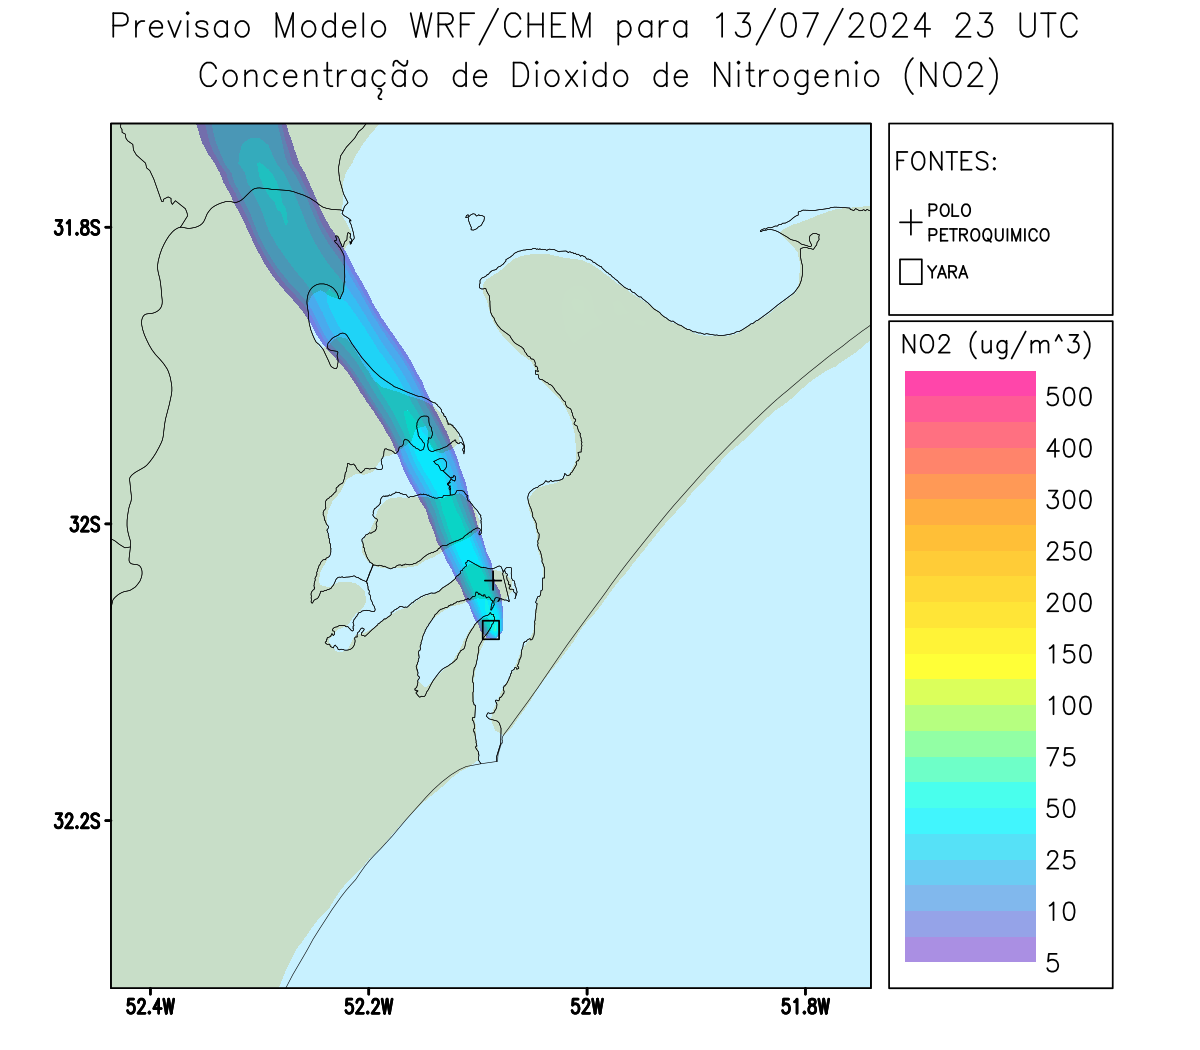 Previsao Modelo WRF/CHEM para 13/07/2024 23 UTC
Concentração de Dioxido de Nitrogenio (NO2)
FONTES:
POLO
PETROQUIMICO
YARA
NO2 (ug/m^3)
500
400
300
250
200
150
100
75
50
25
10
5
31.8S
32S
32.2S
52.4W
52.2W
52W
51.8W